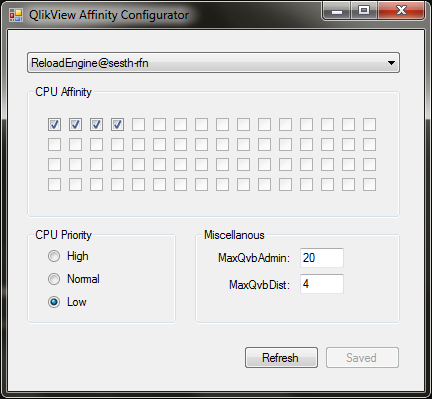 QlikView Affinity Configurator
ReloadEngine@sesth-rfn
CPU Affinity
CPU Priority
High
Normal
Low
Miscellanous
MaxQvbAdmin: 20
MaxQvbDist: 4
Refresh
Saved